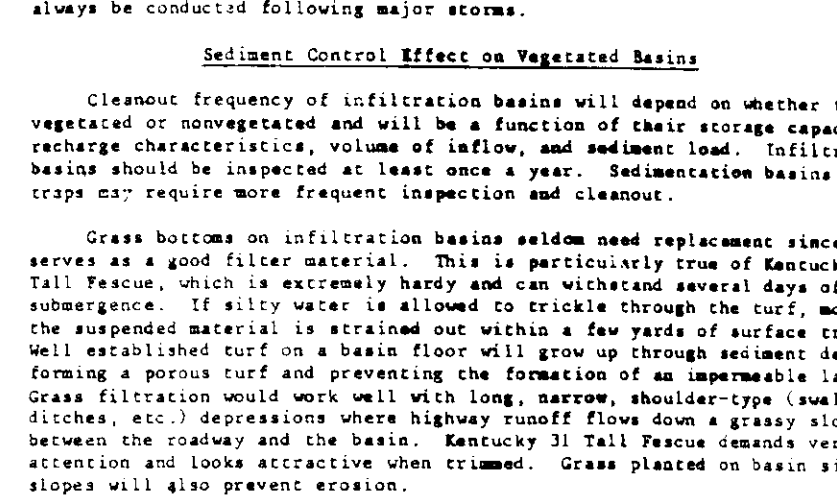 always be conducted following major storms.
Sediment Control Effect on Vegetated Basins
Cleanout frequency of infiltration basins will depend on whether
vegetated or nonvegetated and will be a function of their storage capac
recharge characteristics, volume of inflow, and sediment load. Infiltr
basins should be inspected at least once a year. Sedimentation basins
traps may require more frequent inspection and cleanout.
Grass bottoms on infiltration basins seldom need replacement since
serves as a good filter material. This is particularly true of Kentuck
Tall Fescue, which is extremely hardy and can withstand several days of
submergence. If silty water is allowed to trickle through the turf, mo
the suspended material is strained out within a few yards of surface tr
Well established turf on a basin floor will grow up through sediment de
forming a porous turf and preventing the formation of an impermeable la
Grass filtration would work well with long, narrow, shoulder-type (swal
ditches, etc.) depressions where highway runoff flows down a grassy slo
between the roadway and the basin. Kentucky 31 Tall Fescue demands ver
attention and looks attractive when trimmed. Grass planted on basin si
slopes will also prevent erosion.